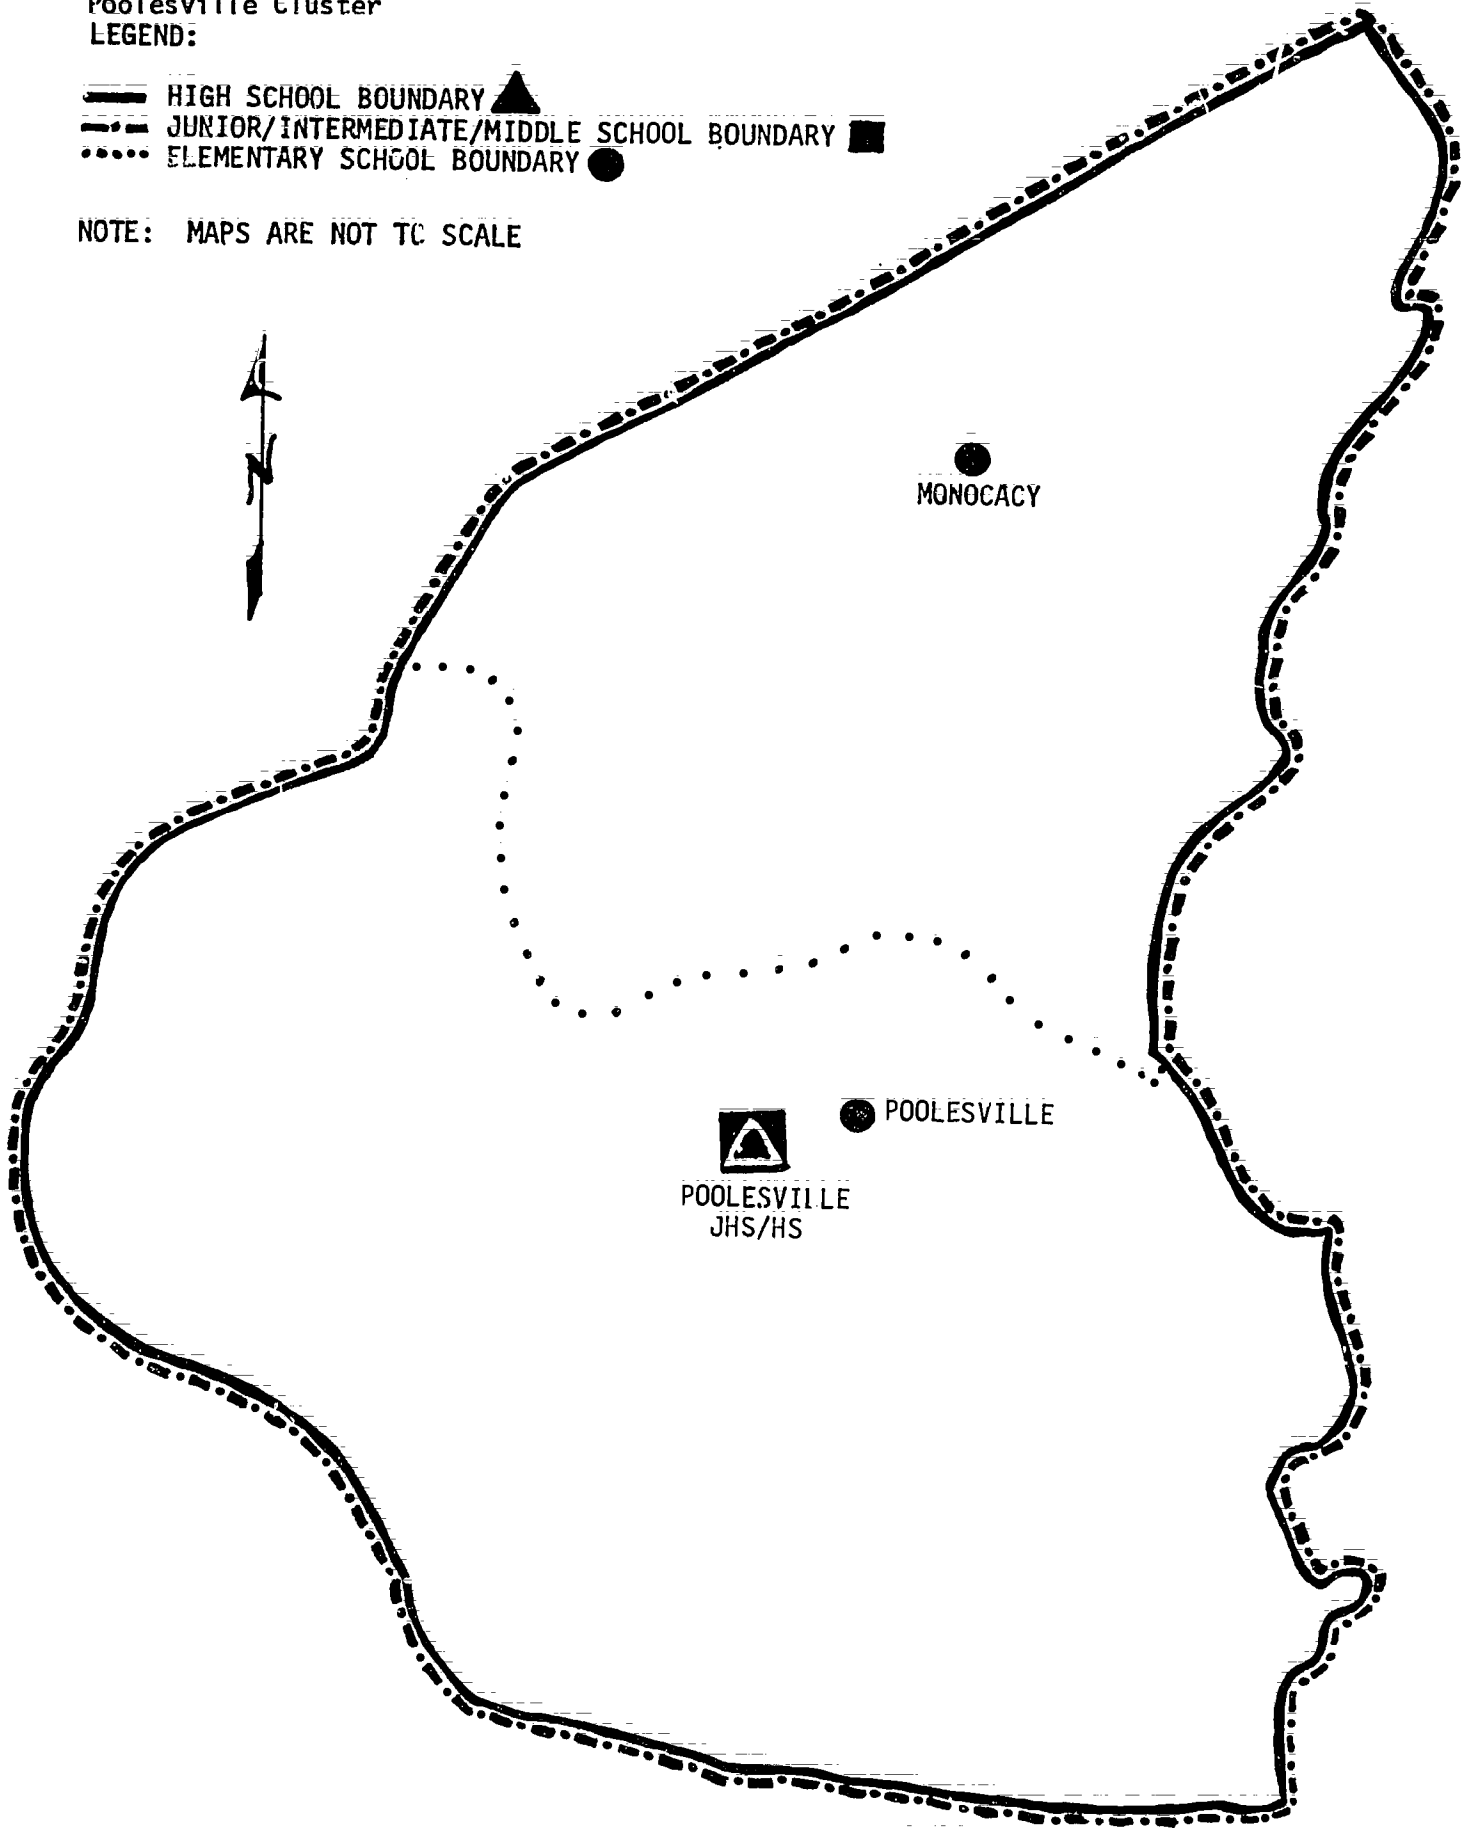 Poolesville Cluster
LEGEND:
HIGH SCHOOL BOUNDARY
JUNIOR/INTERMEDIATE/MIDDLE SCHOOL BOUNDARY
ELEMENTARY SCHOOL BOUNDARY
NOTE: MAPS ARE NOT TO SCALE
N
MONOCACY
POOLESVILLE
POOLESVILLE
JHS/HS